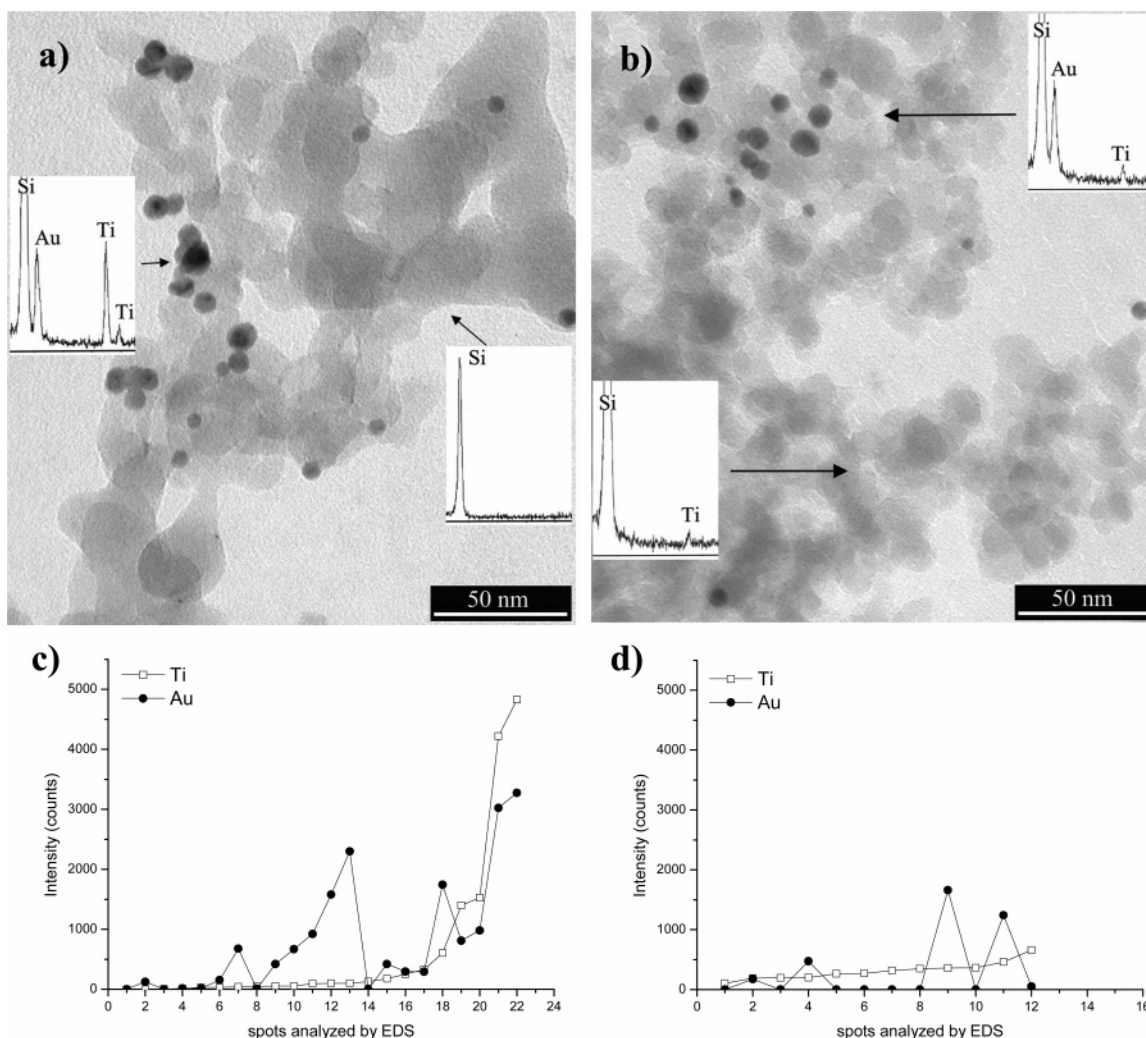 a)
Si
Au
Ti
Ti
Si
50 nm
b)
Si
Au
Ti
Si
Ti
50 nm
c)
Ti
Au
Intensity (counts)
5000
4000
3000
2000
1000
0
0 2 4 6 8 10 12 14 16 18 20 22 24
spots analyzed by EDS
d)
Ti
Au
Intensity (counts)
5000
4000
3000
2000
1000
0
0 2 4 6 8 10 12 14 16
spots analyzed by EDS